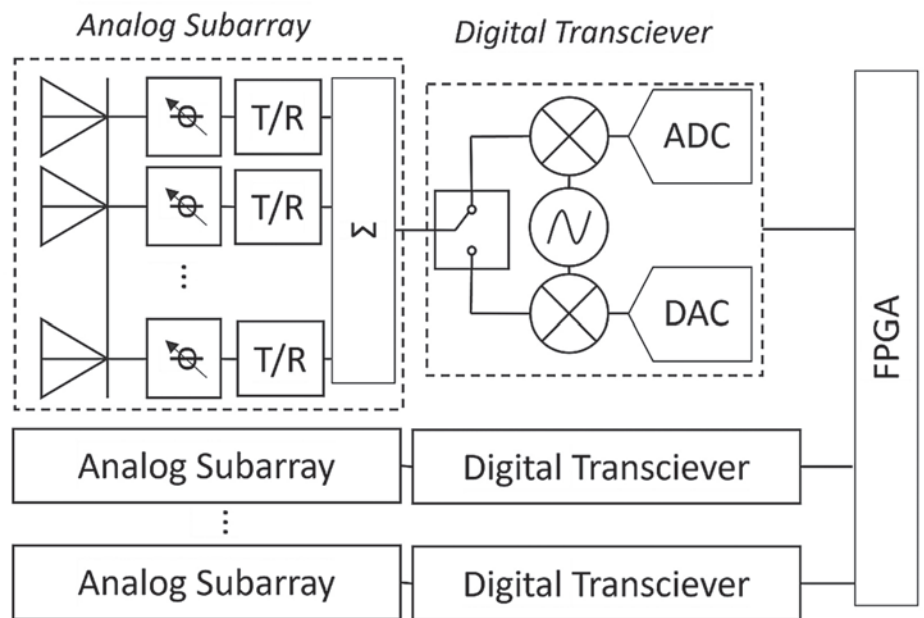 Analog Subarray
Digital Transciever
ϕ T/R
ϕ T/R
⋮
ϕ T/R
Σ
ADC
DAC
FPGA
Analog Subarray Digital Transciever
⋮
Analog Subarray Digital Transciever